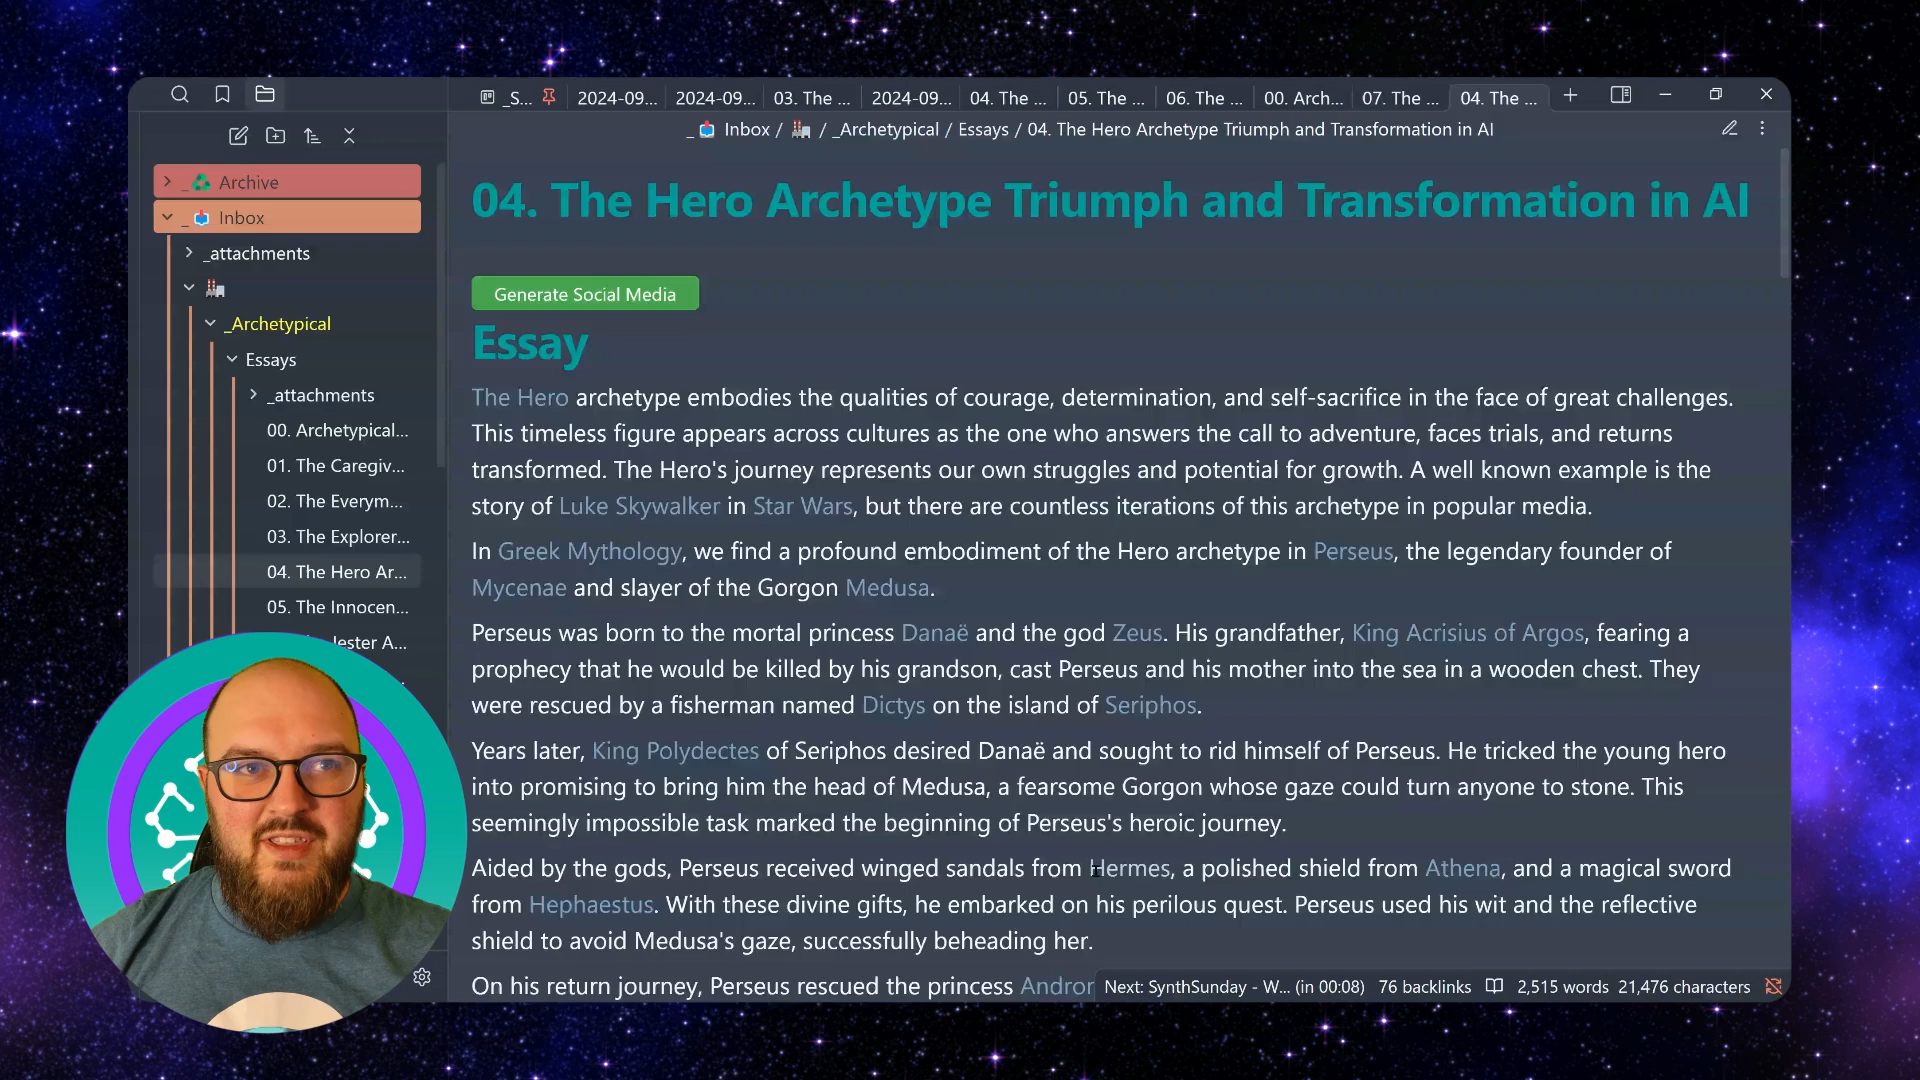 _S...
2024-09...
2024-09...
03. The ...
2024-09...
04. The ...
05. The ...
06. The ...
00. Arch...
07. The ...
04. The ...
_ Inbox / / _Archetypical / Essays / 04. The Hero Archetype Triumph and Transformation in AI
_ Archive
_ Inbox
_attachments
_Archetypical
Essays
_attachments
00. Archetypical...
01. The Caregiv...
02. The Everym...
03. The Explorer...
04. The Hero Ar...
05. The Innocen...
Jester A...
04. The Hero Archetype Triumph and Transformation in AI
Generate Social Media
Essay
The Hero archetype embodies the qualities of courage, determination, and self-sacrifice in the face of great challenges.
This timeless figure appears across cultures as the one who answers the call to adventure, faces trials, and returns
transformed. The Hero's journey represents our own struggles and potential for growth. A well known example is the
story of Luke Skywalker in Star Wars, but there are countless iterations of this archetype in popular media.
In Greek Mythology, we find a profound embodiment of the Hero archetype in Perseus, the legendary founder of
Mycenae and slayer of the Gorgon Medusa.
Perseus was born to the mortal princess Danaë and the god Zeus. His grandfather, King Acrisius of Argos, fearing a
prophecy that he would be killed by his grandson, cast Perseus and his mother into the sea in a wooden chest. They
were rescued by a fisherman named Dictys on the island of Seriphos.
Years later, King Polydectes of Seriphos desired Danaë and sought to rid himself of Perseus. He tricked the young hero
into promising to bring him the head of Medusa, a fearsome Gorgon whose gaze could turn anyone to stone. This
seemingly impossible task marked the beginning of Perseus's heroic journey.
Aided by the gods, Perseus received winged sandals from Hermes, a polished shield from Athena, and a magical sword
from Hephaestus. With these divine gifts, he embarked on his perilous quest. Perseus used his wit and the reflective
shield to avoid Medusa's gaze, successfully beheading her.
On his return journey, Perseus rescued the princess Andror
Next: SynthSunday - W... (in 00:08)
76 backlinks
2,515 words
21,476 characters